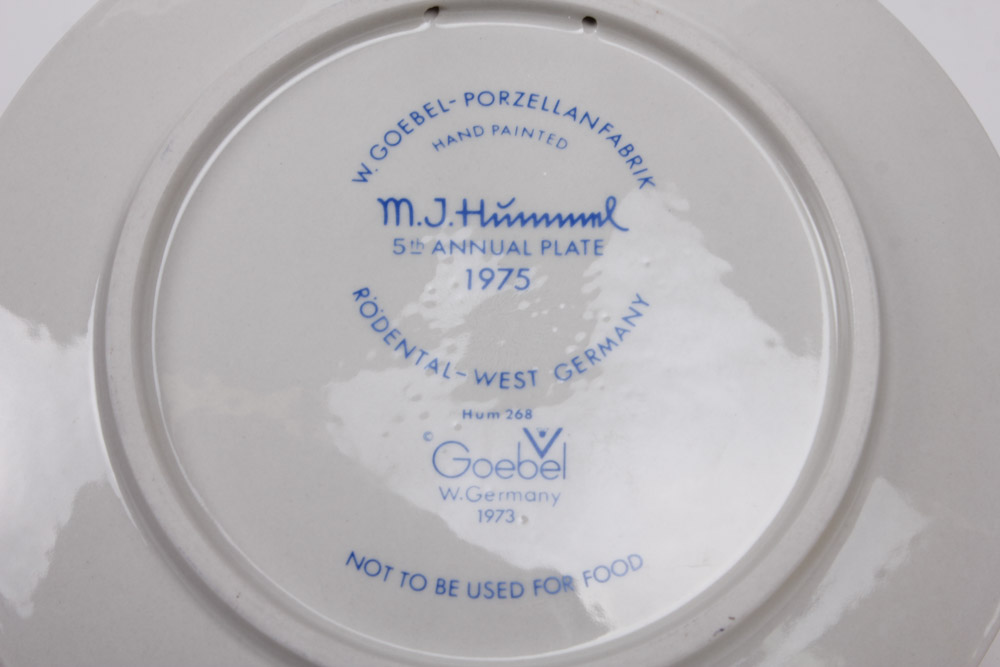 W. GOEBEL-PORZELLANFABRIK
HAND PAINTED
M.J.Hummel
5th ANNUAL PLATE
1975
RÖDENTAL-WEST GERMANY
Hum 268
© Goebel
W.Germany
1973
NOT TO BE USED FOR FOOD